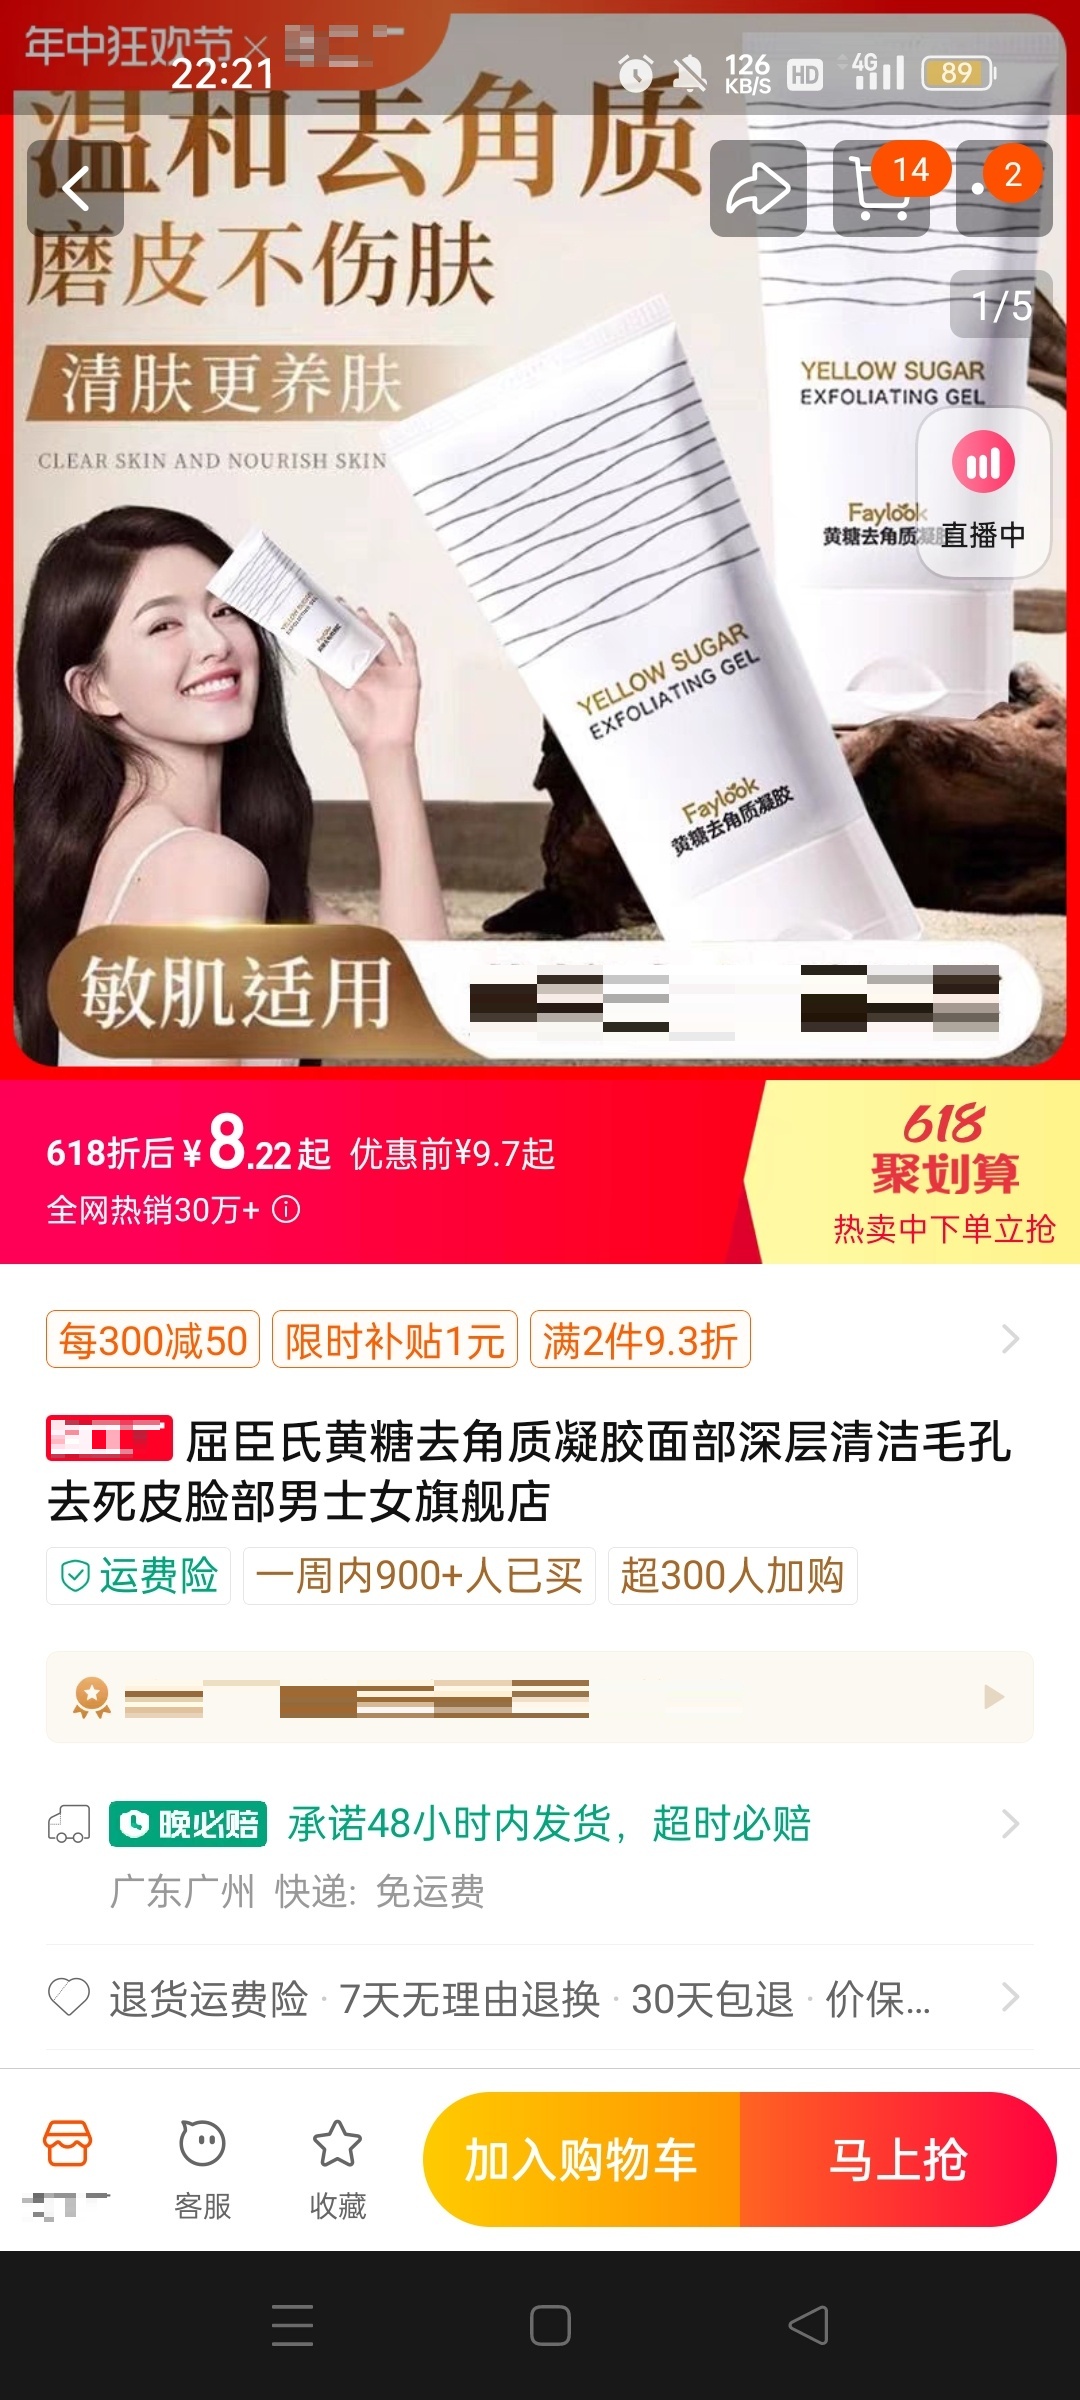 年中狂欢节×
22:21
126
KB/S
HD
4G
89
温和去角质
14
2
磨皮不伤肤
1/5
清肤更养肤
CLEAR SKIN AND NOURISH SKIN
YELLOW SUGAR
EXFOLIATING GEL
Faylook
黄糖去角质凝胶
直播中
YELLOW SUGAR
EXFOLIATING GEL
Faylook
黄糖去角质凝胶
YELLOW SUGAR
EXFOLIATING GEL
敏肌适用
618折后¥8.22起 优惠前¥9.7起
全网热销30万+
618
聚划算
热卖中下单立抢
每300减50 限时补贴1元 满2件9.3折
屈臣氏黄糖去角质凝胶面部深层清洁毛孔
去死皮脸部男士女旗舰店
运费险 一周内900+人已买 超300人加购
晚必赔 承诺48小时内发货，超时必赔
广东广州 快递: 免运费
退货运费险 · 7天无理由退换 · 30天包退 · 价保...
客服
收藏
加入购物车
马上抢